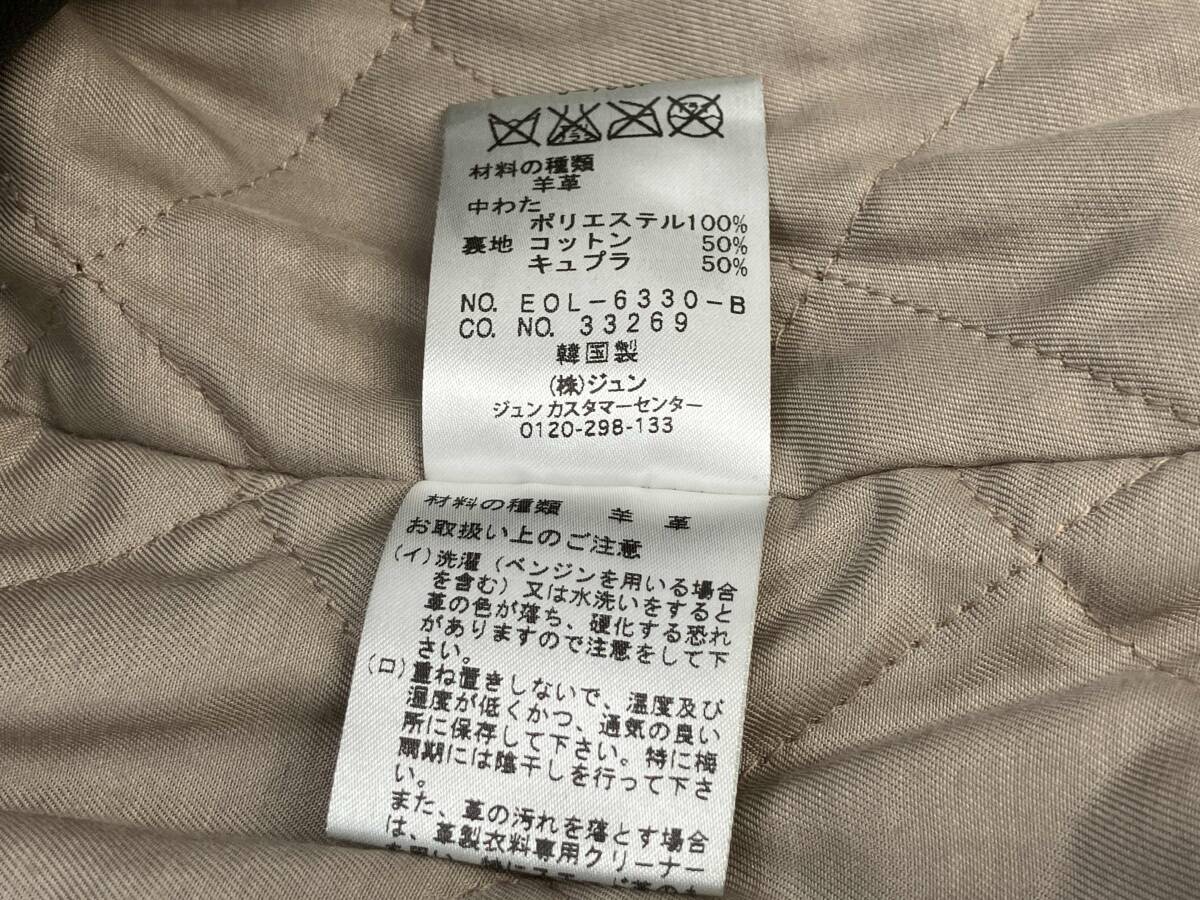 材料の種類
羊革
中わた
ポリエステル100%
裏地 コットン 50%
キュプラ 50%
NO. EOL-6330-B
CO. NO. 33269
韓国製
(株)ジュン
ジュンカスタマーセンター
0120-298-133
材料の種類 羊革
お取扱い上のご注意
(イ)洗濯(ベンジンを用いる場合
を含む)又は水洗いをすると
革の色が落ち、硬化する恐れ
がありますので注意をして下
さい。
(ロ)重ね置きしないで、温度及び
湿度が低くかつ、通気の良い
所に保存して下さい。特に梅
雨期には陰干しを行って下さ
い。
また、革の汚れを落とす場合
は、革製衣料専用クリーナー